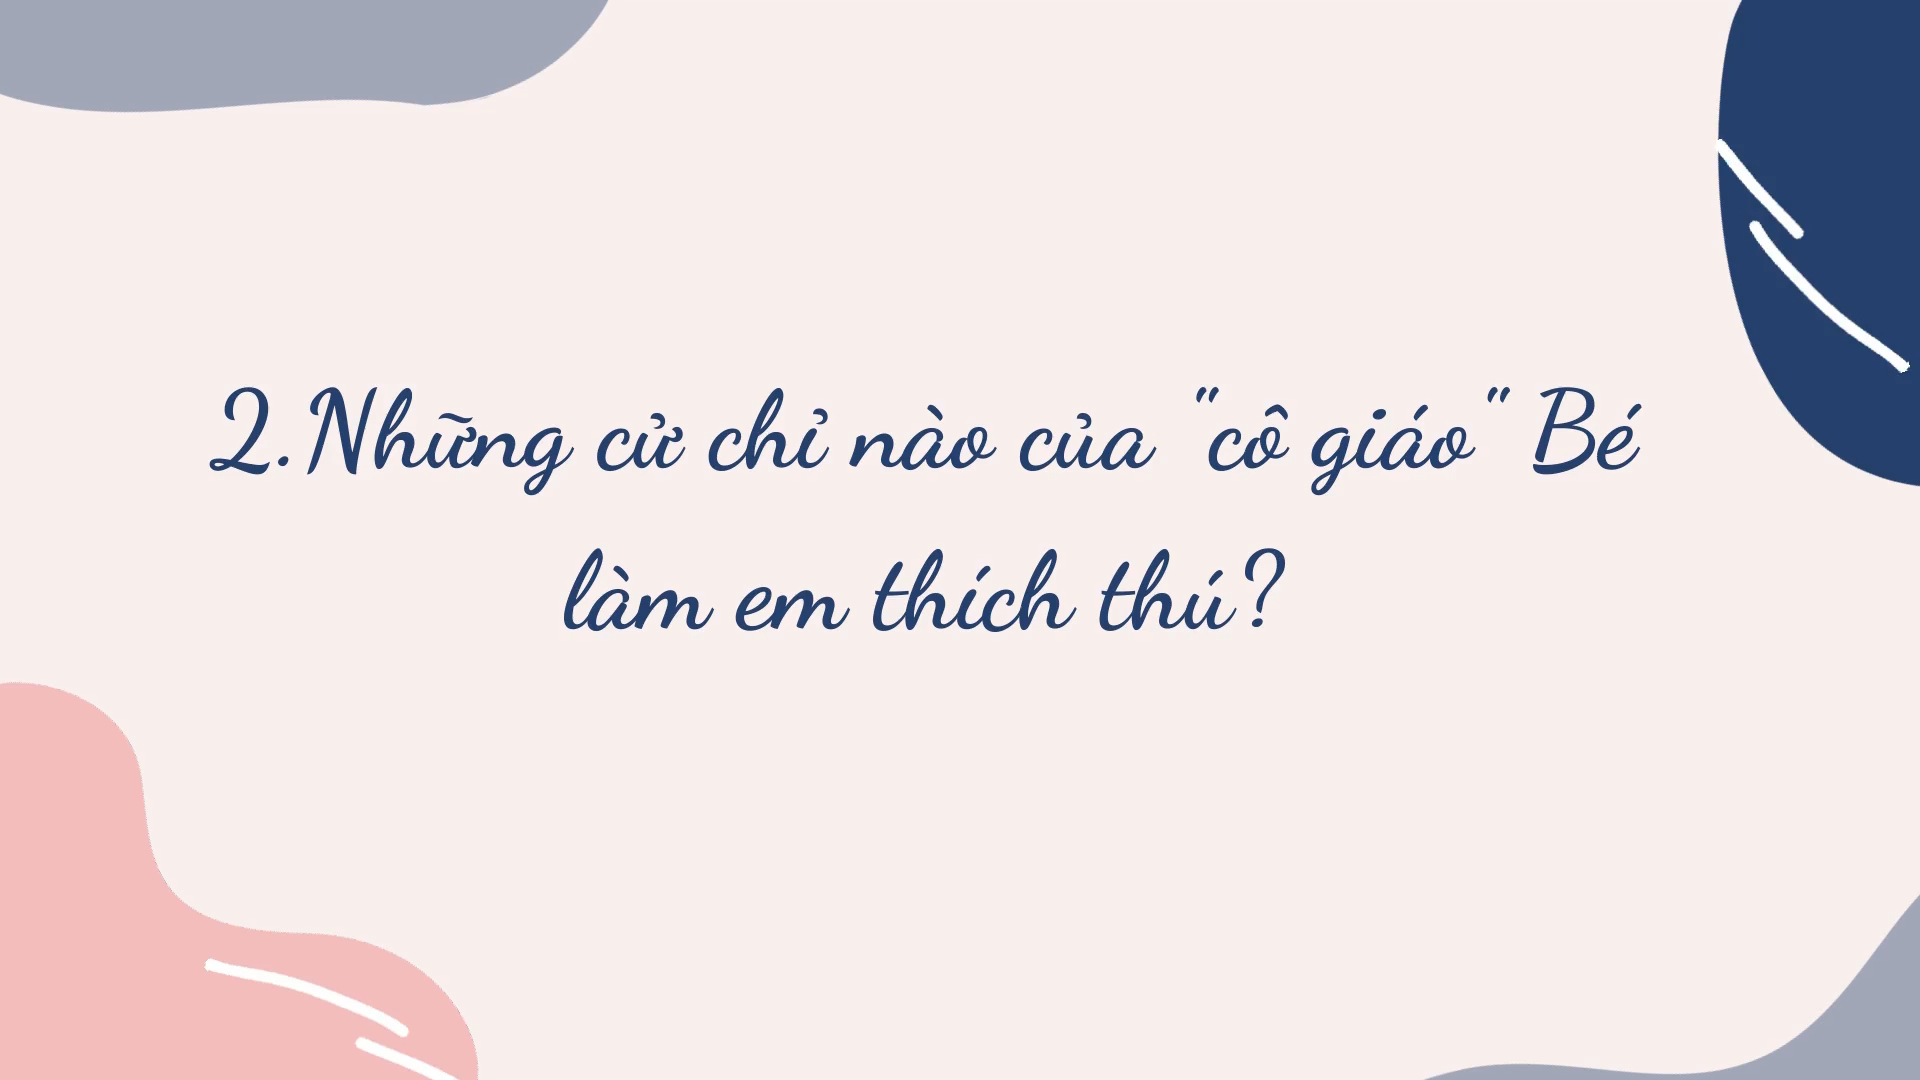 2.Những cử chỉ nào của "cô giáo" Bé
làm em thích thú?